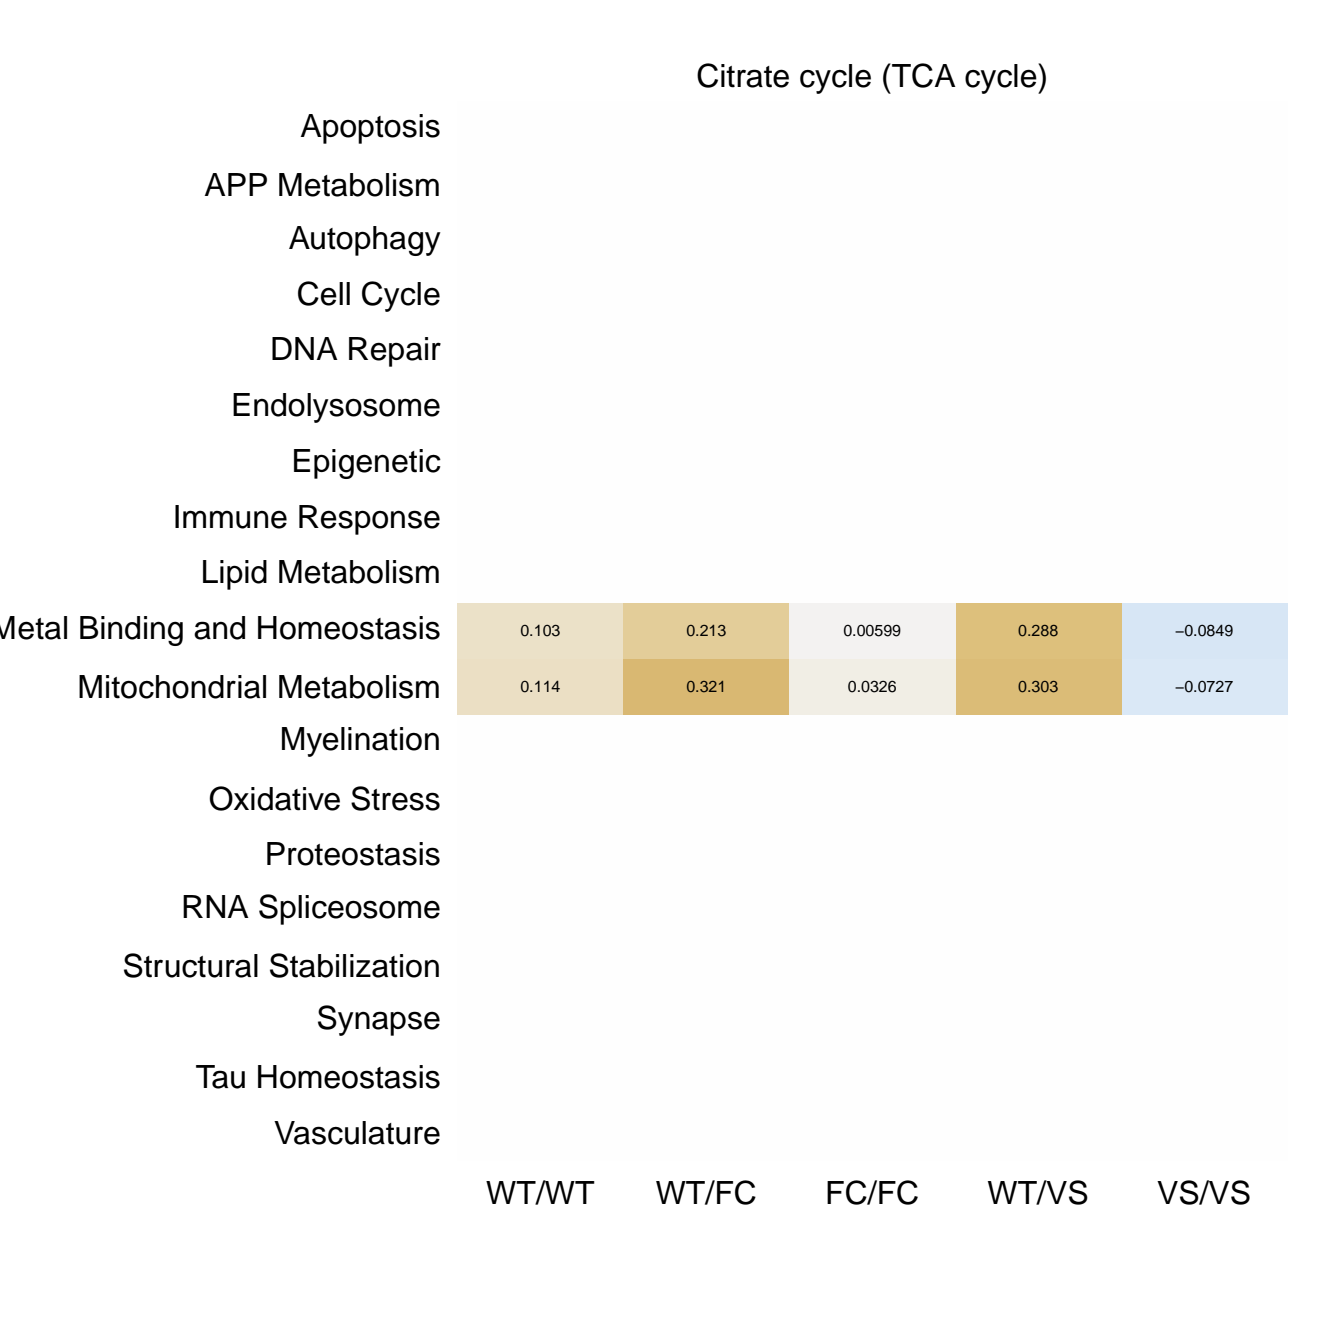 Citrate cycle (TCA cycle)
Apoptosis
APP Metabolism
Autophagy
Cell Cycle
DNA Repair
Endolysosome
Epigenetic
Immune Response
Lipid Metabolism
Metal Binding and Homeostasis 0.103 0.213 0.00599 0.288 −0.0849
Mitochondrial Metabolism 0.114 0.321 0.0326 0.303 −0.0727
Myelination
Oxidative Stress
Proteostasis
RNA Spliceosome
Structural Stabilization
Synapse
Tau Homeostasis
Vasculature
WT/WT WT/FC FC/FC WT/VS VS/VS